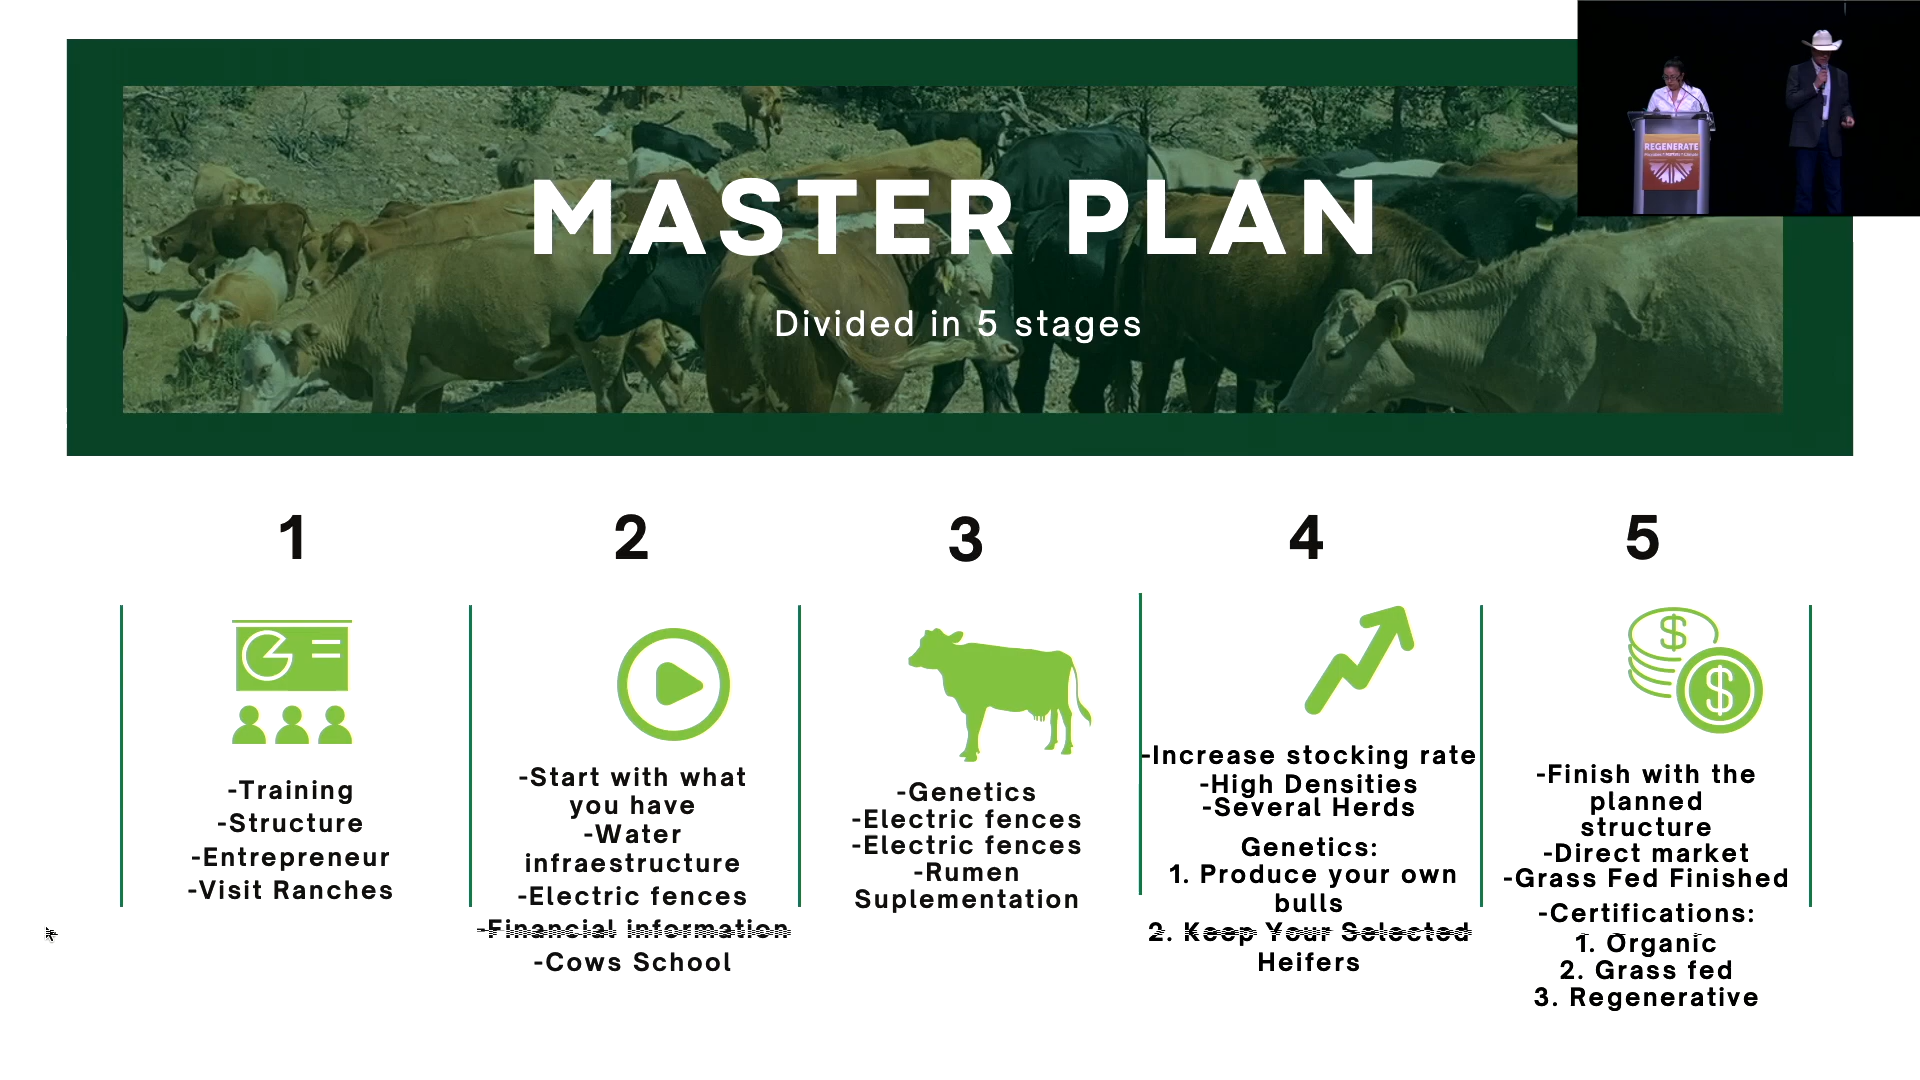 MASTER PLAN
Divided in 5 stages
REGENERATE
1
-Training
-Structure
-Entrepreneur
-Visit Ranches
2
-Start with what
you have
-Water
infraestructure
-Electric fences
-Financial information
-Cows School
3
-Genetics
-Electric fences
-Electric fences
-Rumen
Suplementation
4
-Increase stocking rate
-High Densities
-Several Herds
Genetics:
1. Produce your own
bulls
2. Keep Your Selected
Heifers
5
-Finish with the
planned
structure
-Direct market
-Grass Fed Finished
-Certifications:
1. Organic
2. Grass fed
3. Regenerative